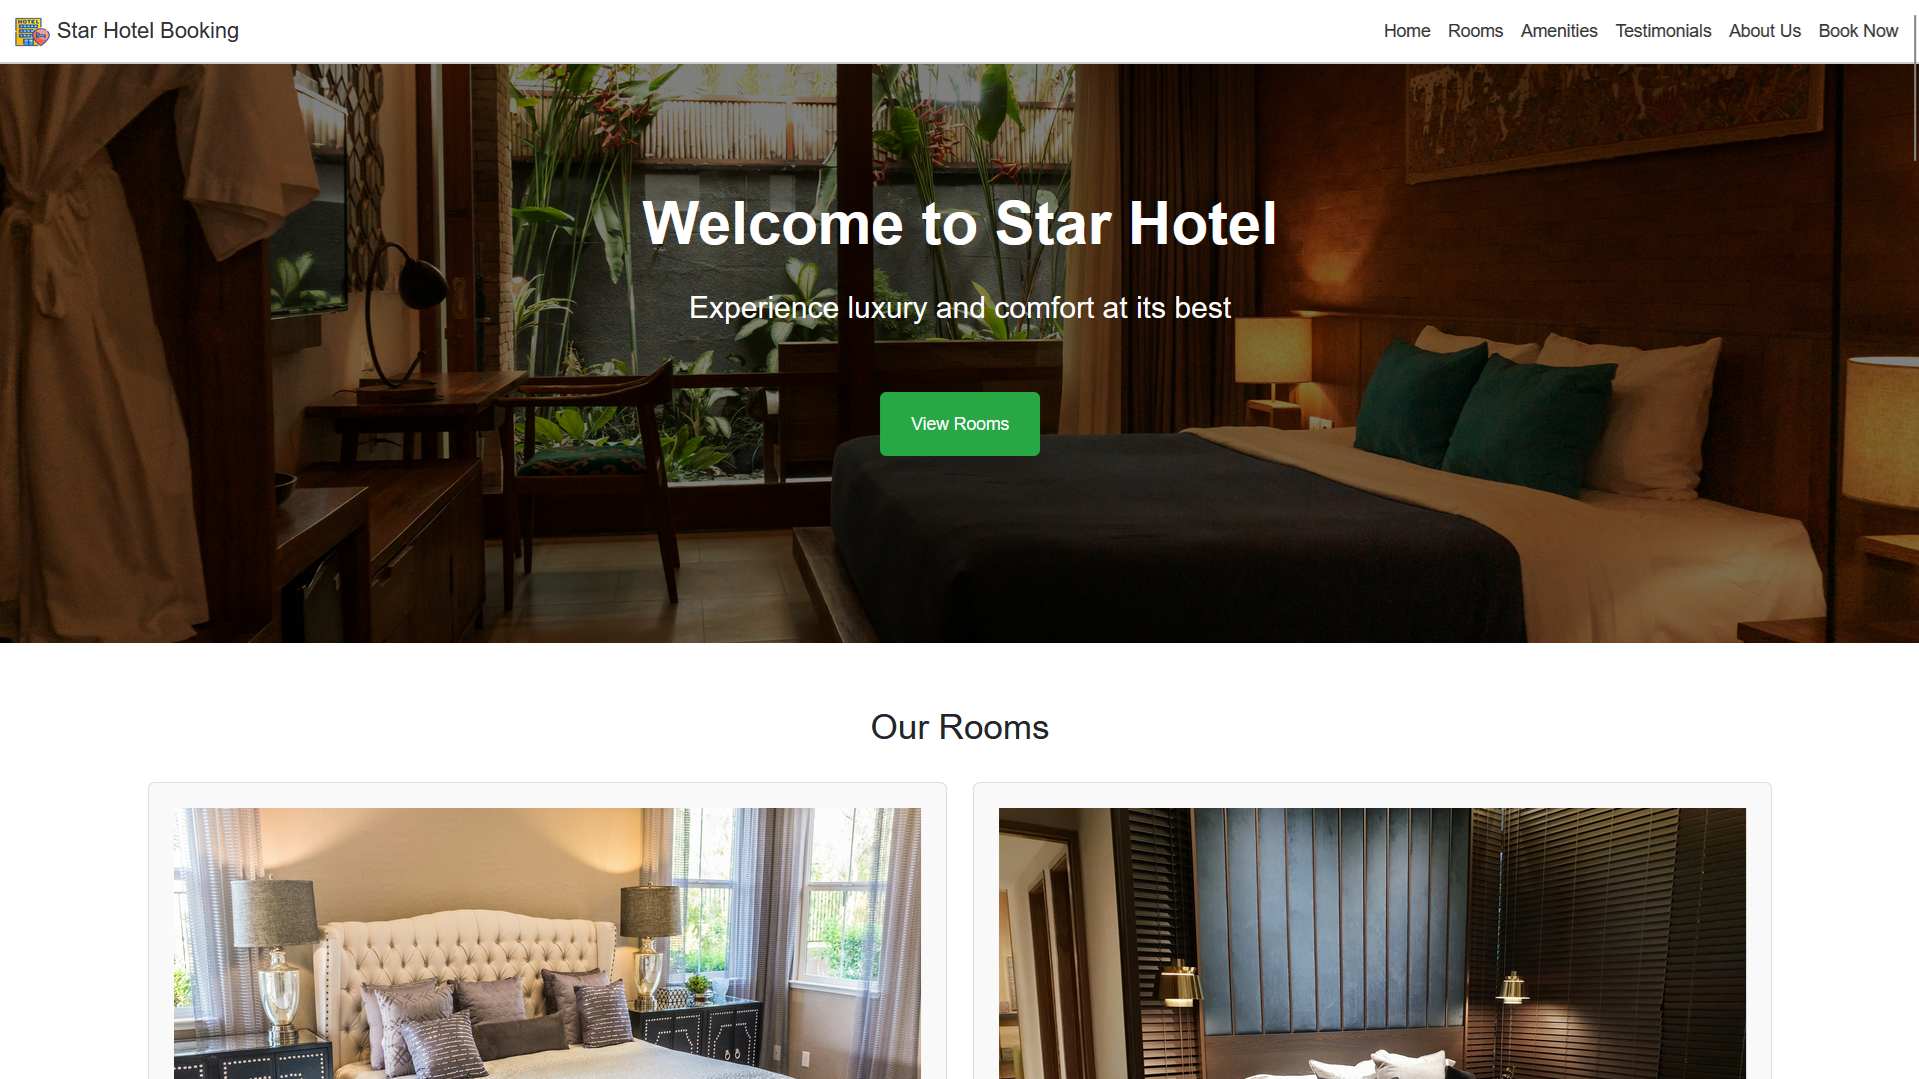 HOTEL
Star Hotel Booking
Home Rooms Amenities Testimonials About Us Book Now
Welcome to Star Hotel
Experience luxury and comfort at its best
View Rooms
Our Rooms